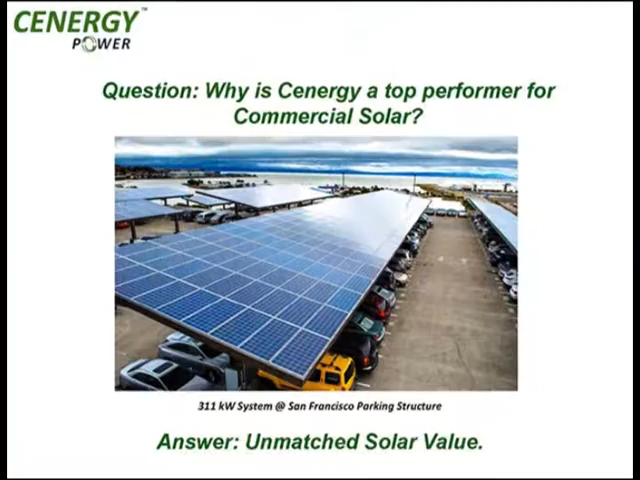 CENERGY™
POWER
Question: Why is Cenergy a top performer for
Commercial Solar?
311 kW System @ San Francisco Parking Structure
Answer: Unmatched Solar Value.